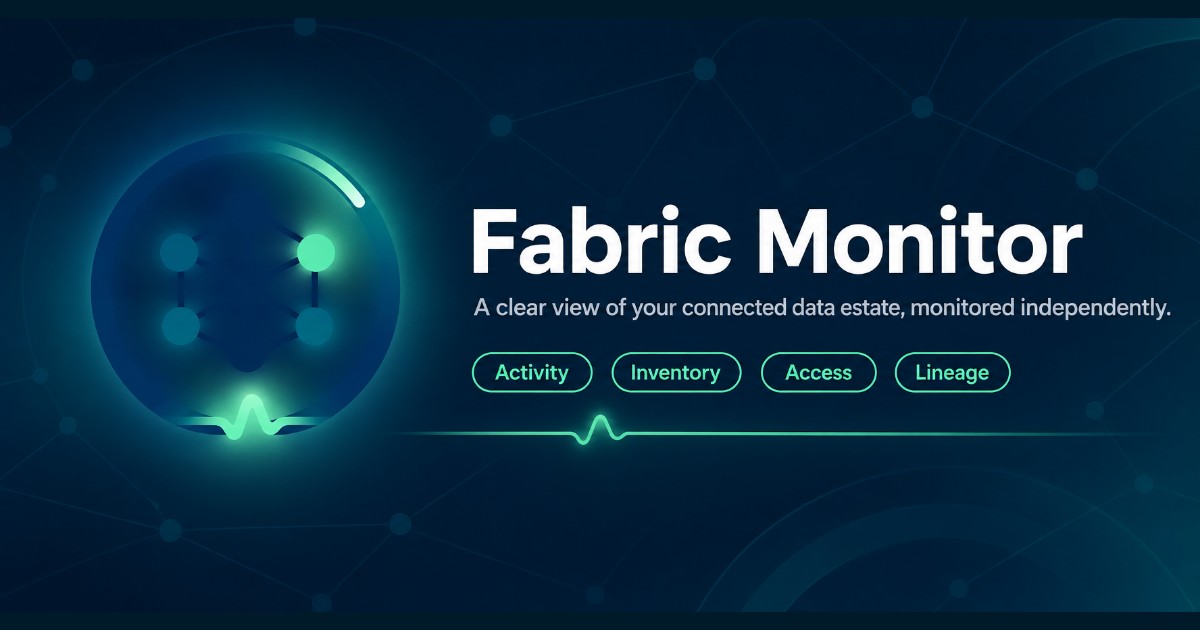 Fabric Monitor
A clear view of your connected data estate, monitored independently.
Activity Inventory Access Lineage